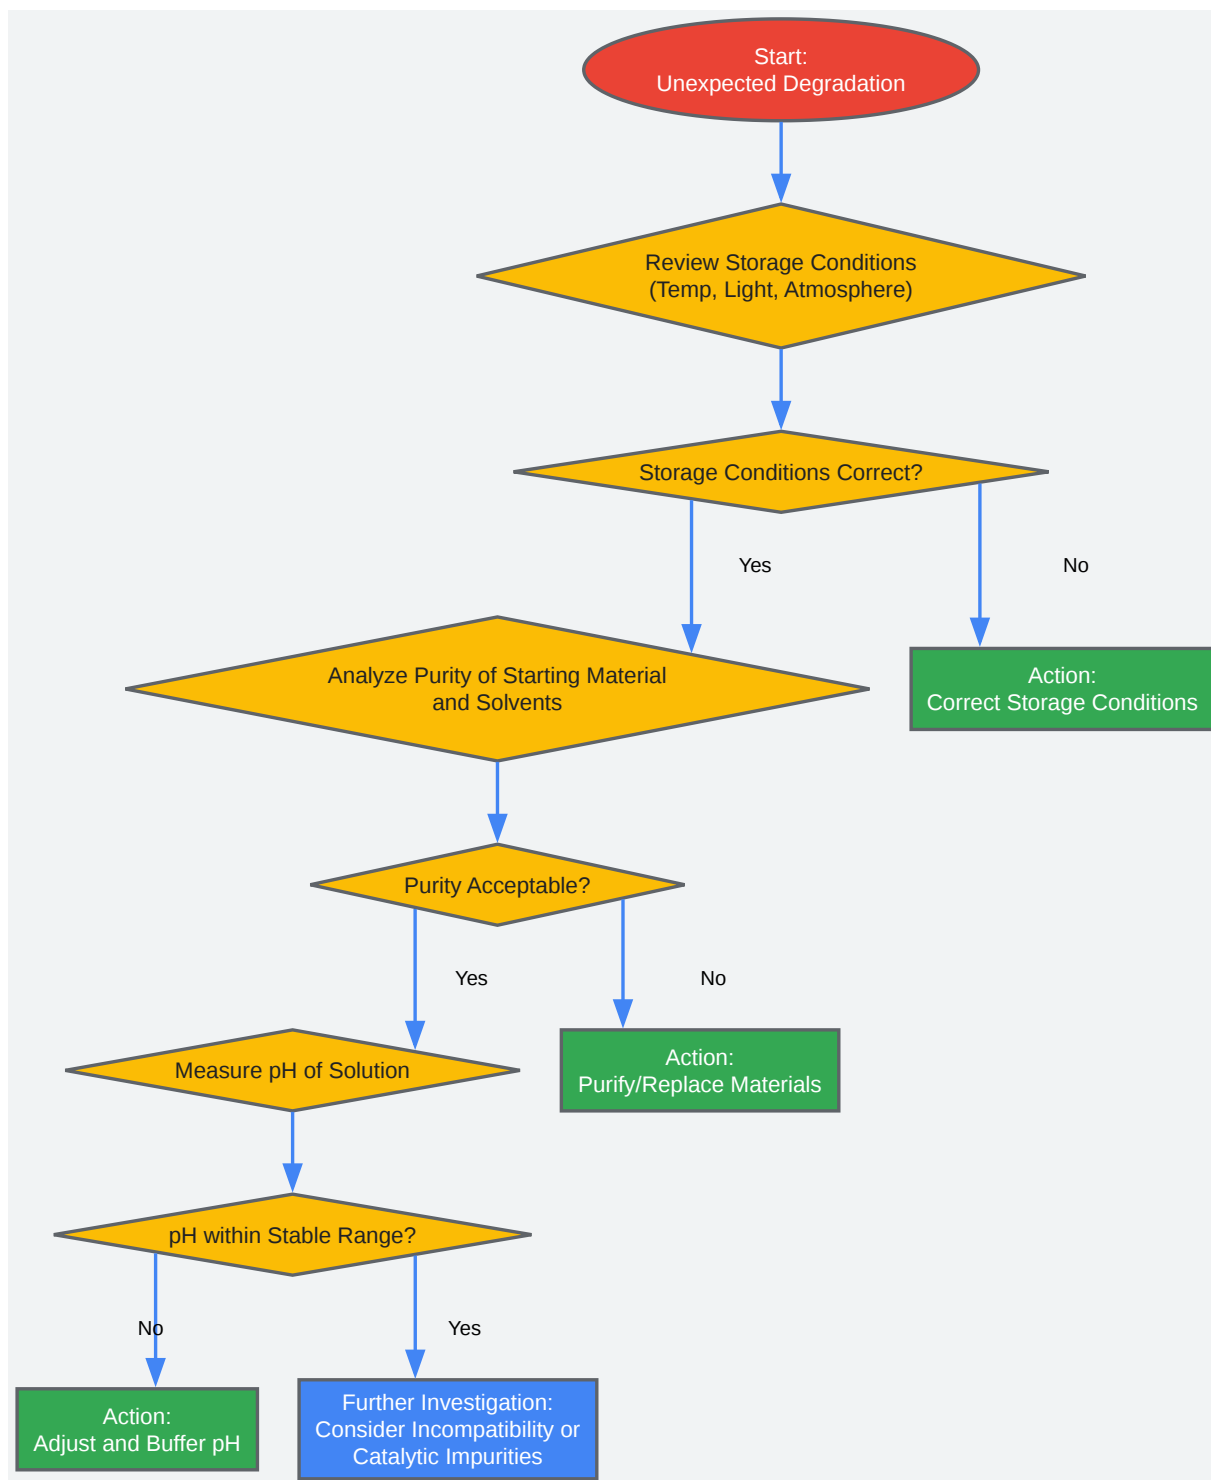 Start:
Unexpected Degradation
Review Storage Conditions
(Temp, Light, Atmosphere)
Storage Conditions Correct?
Yes
No
Analyze Purity of Starting Material
and Solvents
Action:
Correct Storage Conditions
Purity Acceptable?
Yes
No
Measure pH of Solution
Action:
Purify/Replace Materials
pH within Stable Range?
No
Yes
Action:
Adjust and Buffer pH
Further Investigation:
Consider Incompatibility or
Catalytic Impurities